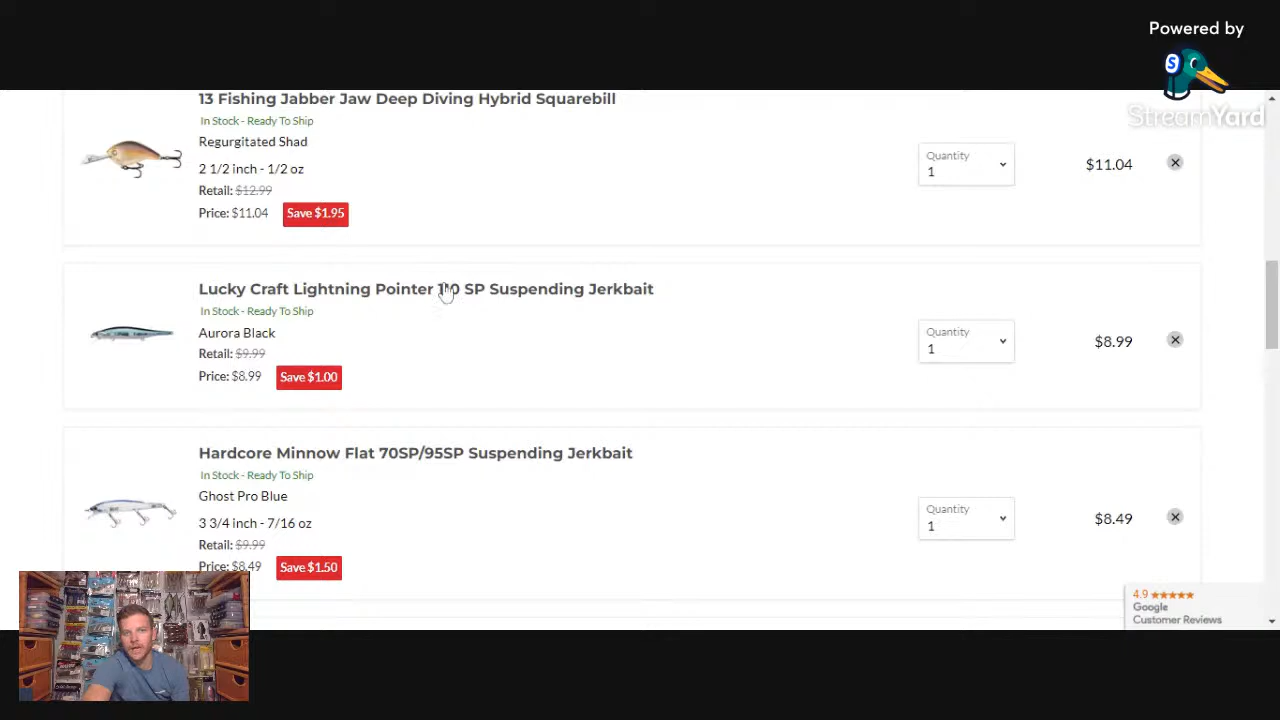 Powered by
S
StreamYard
13 Fishing Jabber Jaw Deep Diving Hybrid Squarebill
In Stock - Ready To Ship
Regurgitated Shad
2 1/2 inch - 1/2 oz
Retail: $12.99
Price: $11.04 Save $1.95
Quantity
1
$11.04
Lucky Craft Lightning Pointer 110 SP Suspending Jerkbait
In Stock - Ready To Ship
Aurora Black
Retail: $9.99
Price: $8.99 Save $1.00
Quantity
1
$8.99
Hardcore Minnow Flat 70SP/95SP Suspending Jerkbait
In Stock - Ready To Ship
Ghost Pro Blue
3 3/4 inch - 7/16 oz
Retail: $9.99
Price: $8.49 Save $1.50
Quantity
1
$8.49
4.9 ★★★★★
Google
Customer Reviews